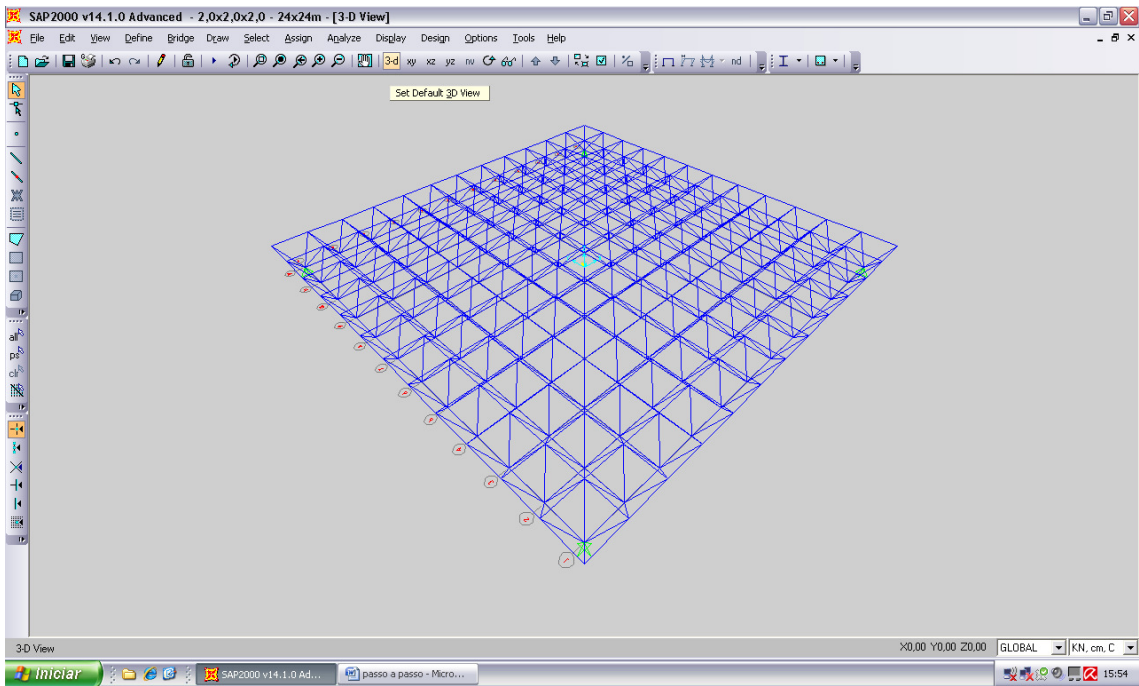 SAP2000 v14.1.0 Advanced - 2,0x2,0x2,0 - 24x24m - [3-D View]
File Edit View Define Bridge Draw Select Assign Analyze Display Design Options Tools Help
3-d xy xz yz nv nd
Set Default 3D View
all
ps
clr
3-D View X0,00 Y0,00 Z0,00 GLOBAL KN, cm, C
Iniciar SAP2000 v14.1.0 Ad... passo a passo - Micro... 15:54